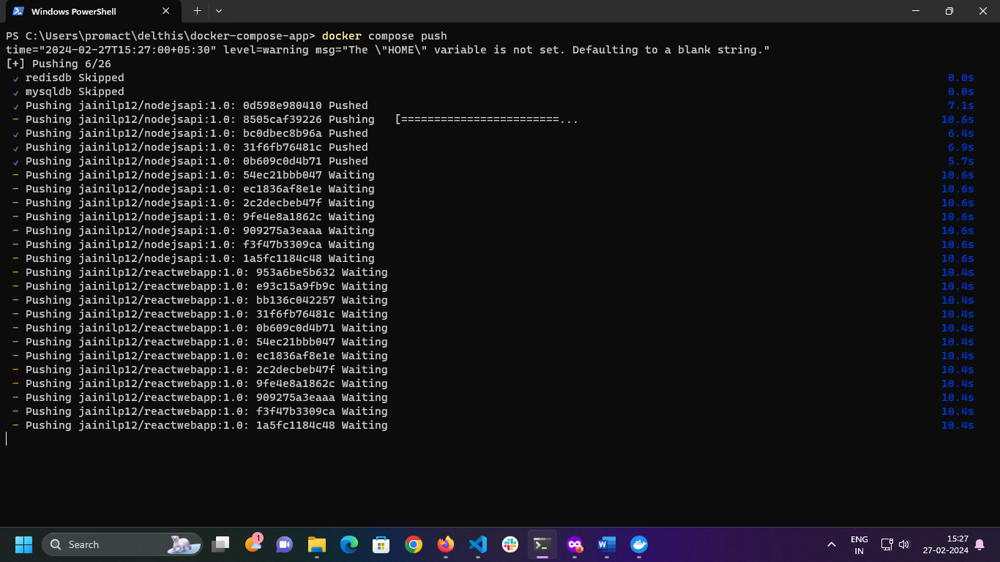 Windows PowerShell
PS C:\Users\promact\delthis\docker-compose-app> docker compose push
time="2024-02-27T15:27:00+05:30" level=warning msg="The \"HOME\" variable is not set. Defaulting to a blank string."
[+] Pushing 6/26
✓ redisdb Skipped 0.0s
✓ mysqldb Skipped 0.0s
✓ Pushing jainilp12/nodejsapi:1.0: 0d598e980410 Pushed 7.1s
- Pushing jainilp12/nodejsapi:1.0: 8505caf39226 Pushing [========================... 10.6s
✓ Pushing jainilp12/nodejsapi:1.0: bc0dbec8b96a Pushed 6.4s
✓ Pushing jainilp12/nodejsapi:1.0: 31f6fb76481c Pushed 6.9s
✓ Pushing jainilp12/nodejsapi:1.0: 0b609c0d4b71 Pushed 5.7s
- Pushing jainilp12/nodejsapi:1.0: 54ec21bbb047 Waiting 10.6s
- Pushing jainilp12/nodejsapi:1.0: ec1836af8e1e Waiting 10.6s
- Pushing jainilp12/nodejsapi:1.0: 2c2decbeb47f Waiting 10.6s
- Pushing jainilp12/nodejsapi:1.0: 9fe4e8a1862c Waiting 10.6s
- Pushing jainilp12/nodejsapi:1.0: 909275a3eaaa Waiting 10.6s
- Pushing jainilp12/nodejsapi:1.0: f3f47b3309ca Waiting 10.6s
- Pushing jainilp12/nodejsapi:1.0: 1a5fc1184c48 Waiting 10.6s
- Pushing jainilp12/reactwebapp:1.0: 953a6be5b632 Waiting 10.4s
- Pushing jainilp12/reactwebapp:1.0: e93c15a9fb9c Waiting 10.4s
- Pushing jainilp12/reactwebapp:1.0: bb136c042257 Waiting 10.4s
- Pushing jainilp12/reactwebapp:1.0: 31f6fb76481c Waiting 10.4s
- Pushing jainilp12/reactwebapp:1.0: 0b609c0d4b71 Waiting 10.4s
- Pushing jainilp12/reactwebapp:1.0: 54ec21bbb047 Waiting 10.4s
- Pushing jainilp12/reactwebapp:1.0: ec1836af8e1e Waiting 10.4s
- Pushing jainilp12/reactwebapp:1.0: 2c2decbeb47f Waiting 10.4s
- Pushing jainilp12/reactwebapp:1.0: 9fe4e8a1862c Waiting 10.4s
- Pushing jainilp12/reactwebapp:1.0: 909275a3eaaa Waiting 10.4s
- Pushing jainilp12/reactwebapp:1.0: f3f47b3309ca Waiting 10.4s
- Pushing jainilp12/reactwebapp:1.0: 1a5fc1184c48 Waiting 10.4s
Search
1
ENG
IN
15:27
27-02-2024